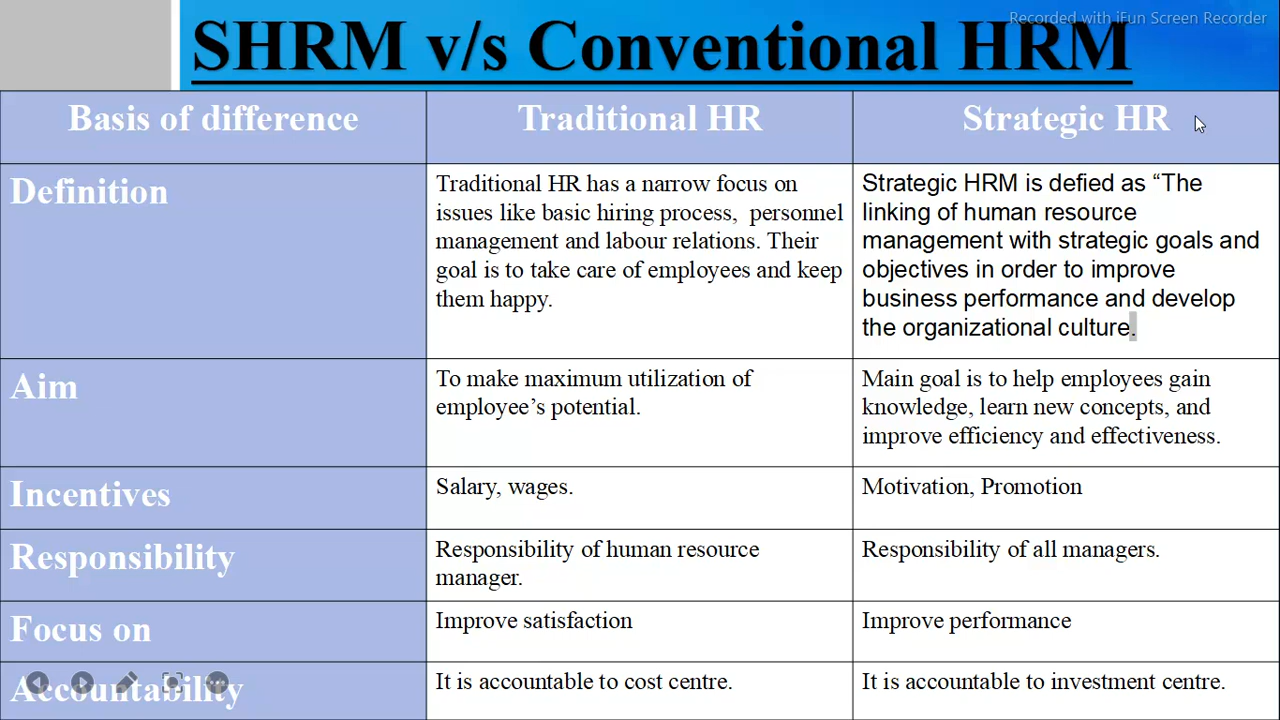 Recorded with iFun Screen Recorder
SHRM v/s Conventional HRM
Basis of difference
Traditional HR
Strategic HR
Definition
Traditional HR has a narrow focus on
issues like basic hiring process, personnel
management and labour relations. Their
goal is to take care of employees and keep
them happy.
Strategic HRM is defied as “The
linking of human resource
management with strategic goals and
objectives in order to improve
business performance and develop
the organizational culture.
Aim
To make maximum utilization of
employee’s potential.
Main goal is to help employees gain
knowledge, learn new concepts, and
improve efficiency and effectiveness.
Incentives
Salary, wages.
Motivation, Promotion
Responsibility
Responsibility of human resource
manager.
Responsibility of all managers.
Focus on
Improve satisfaction
Improve performance
Accountability
It is accountable to cost centre.
It is accountable to investment centre.